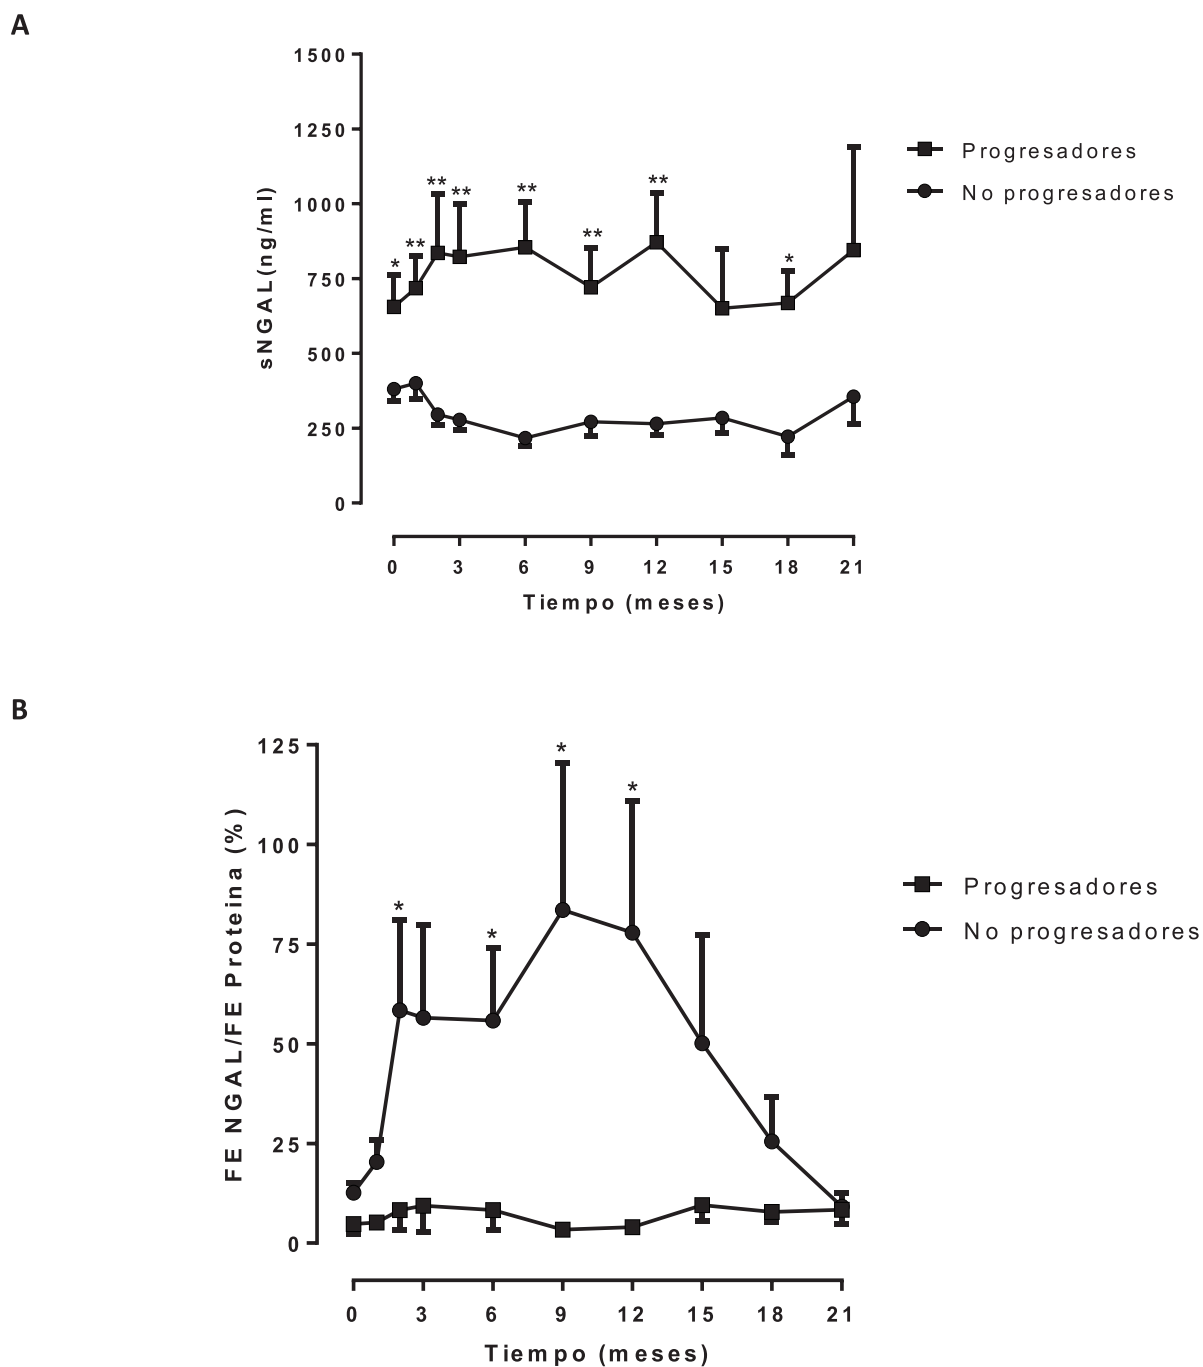 A
1500
1250
1000
750
500
250
0
sNGAL(ng/ml)
* ** ** ** ** ** ** *
Progresadores
No progresadores
0 3 6 9 12 15 18 21
Tiempo (meses)
B
125
100
75
50
25
0
FE NGAL/FE Proteina (%)
* * * *
Progresadores
No progresadores
0 3 6 9 12 15 18 21
Tiempo (meses)